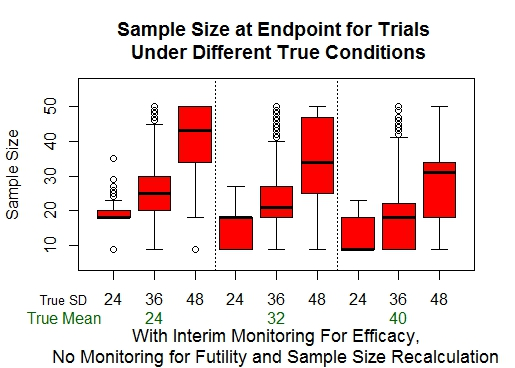 Sample Size at Endpoint for Trials
Under Different True Conditions
Sample Size
50
40
30
20
10
True SD 24 36 48 24 36 48 24 36 48
True Mean 24 32 40
With Interim Monitoring For Efficacy,
No Monitoring for Futility and Sample Size Recalculation